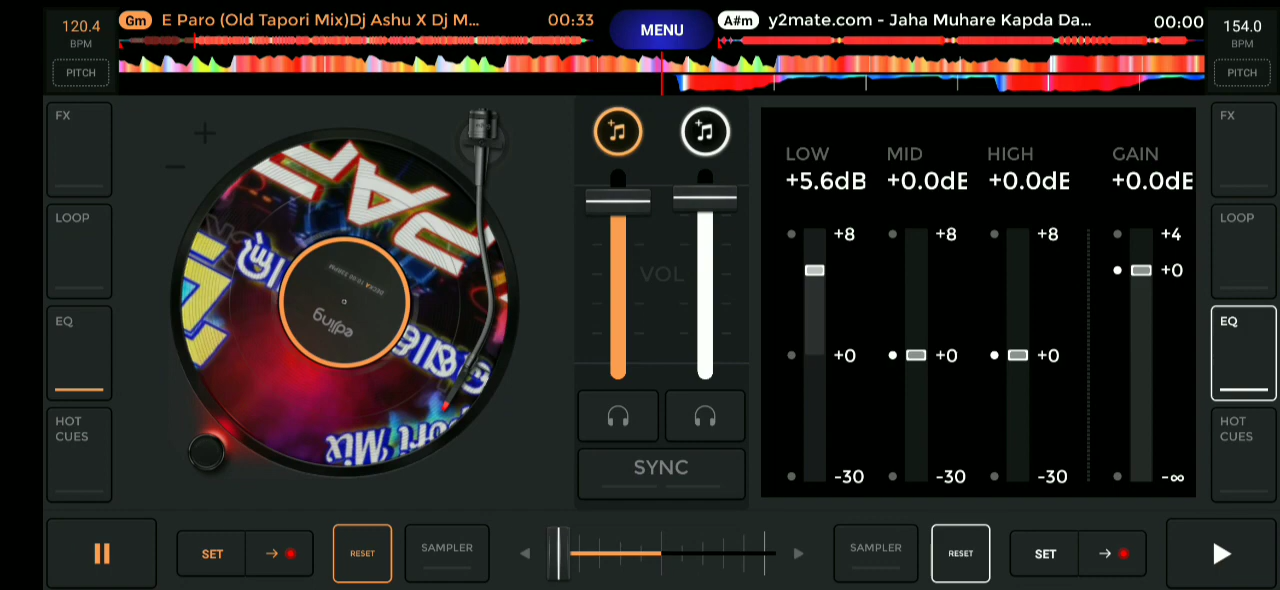 120.4
BPM
PITCH
Gm
E Paro (Old Tapori Mix)Dj Ashu X Dj M...
00:33
MENU
A#m
y2mate.com - Jaha Muhare Kapda Da...
00:00
154.0
BPM
PITCH
FX
LOOP
EQ
HOT
CUES
edjing
Mix
VOL
SYNC
LOW
+5.6dB
MID
+0.0dE
HIGH
+0.0dE
GAIN
+0.0dE
+8
+8
+8
+4
+0
+0
+0
+0
-30
-30
-30
-∞
FX
LOOP
EQ
HOT
CUES
SET
RESET
SAMPLER
SAMPLER
RESET
SET